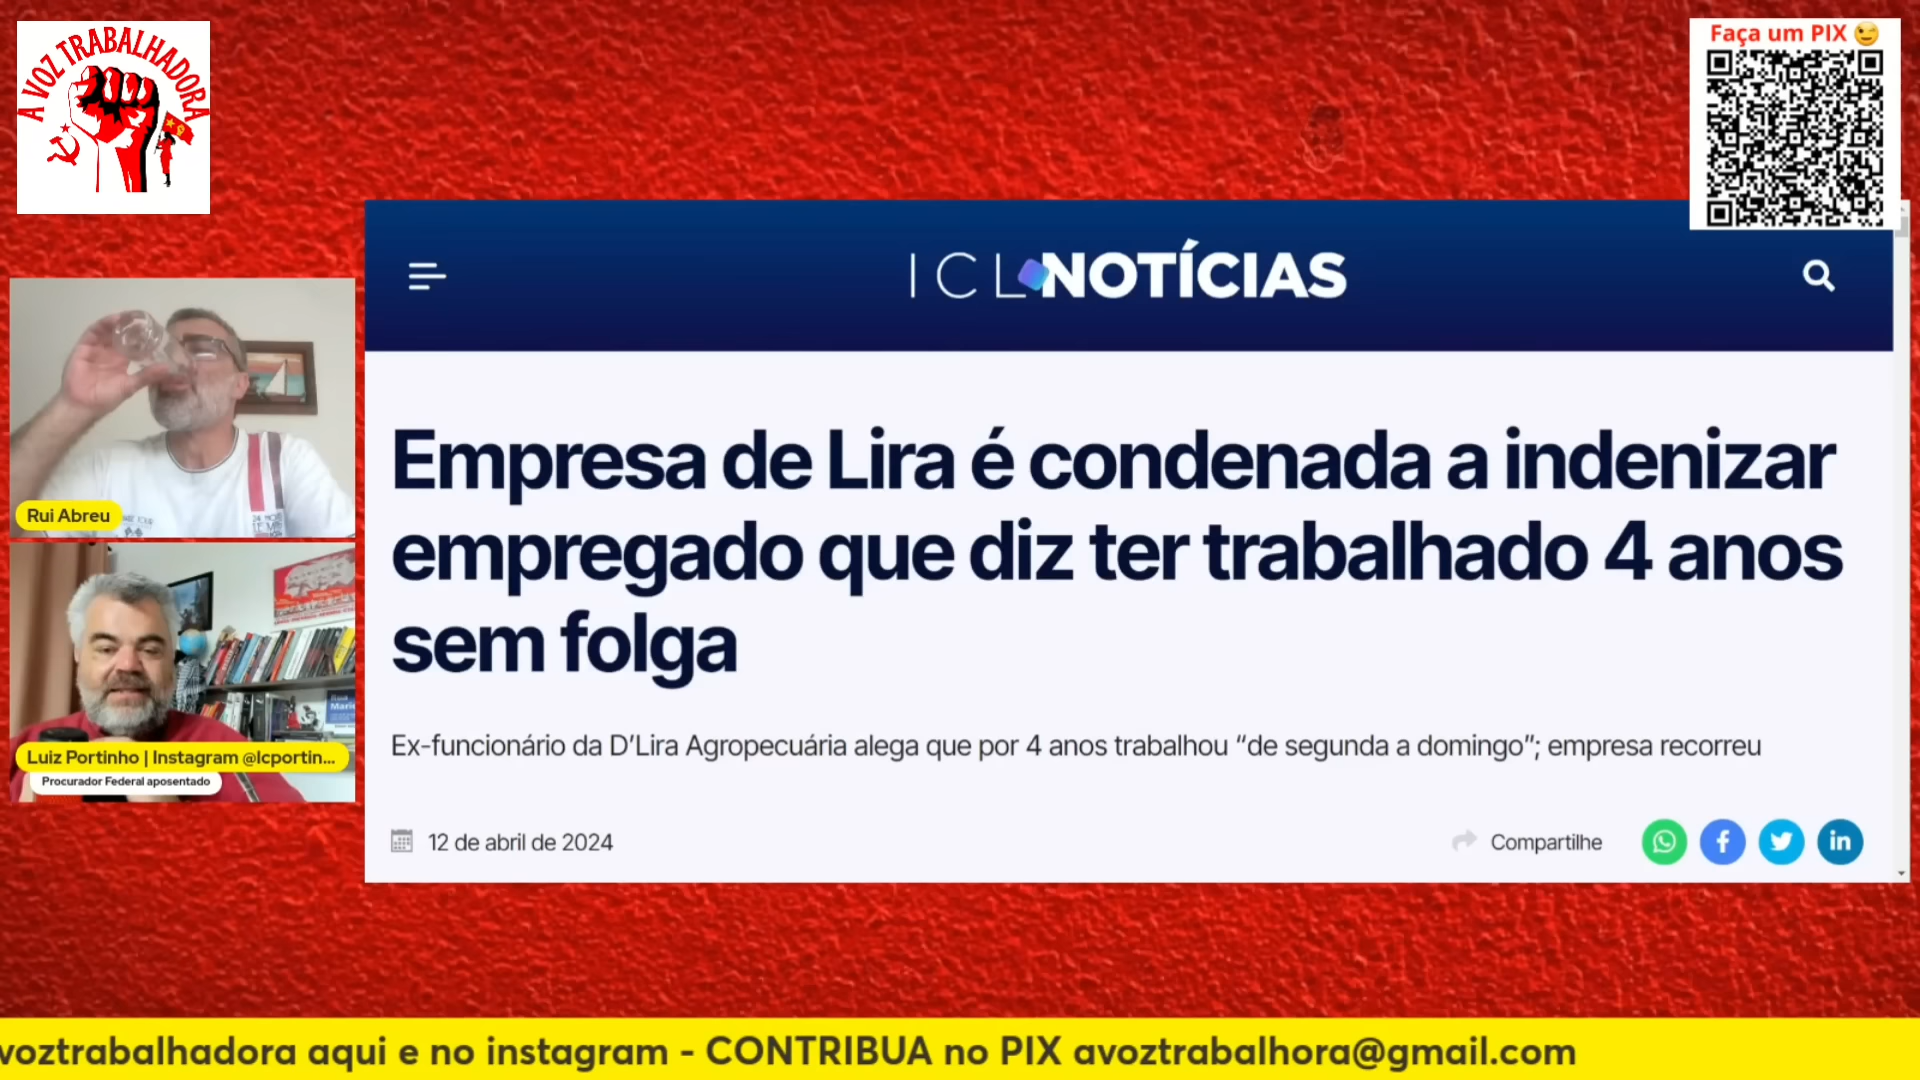 A VOZ TRABALHADORA
Faça um PIX
ICL NOTÍCIAS
Empresa de Lira é condenada a indenizar
empregado que diz ter trabalhado 4 anos
sem folga
Ex-funcionário da D’Lira Agropecuária alega que por 4 anos trabalhou “de segunda a domingo”; empresa recorreu
12 de abril de 2024
Compartilhe
Rui Abreu
Luiz Portinho | Instagram @lcportin...
Procurador Federal aposentado
voztrabalhadora aqui e no instagram - CONTRIBUA no PIX avoztrabalhora@gmail.com